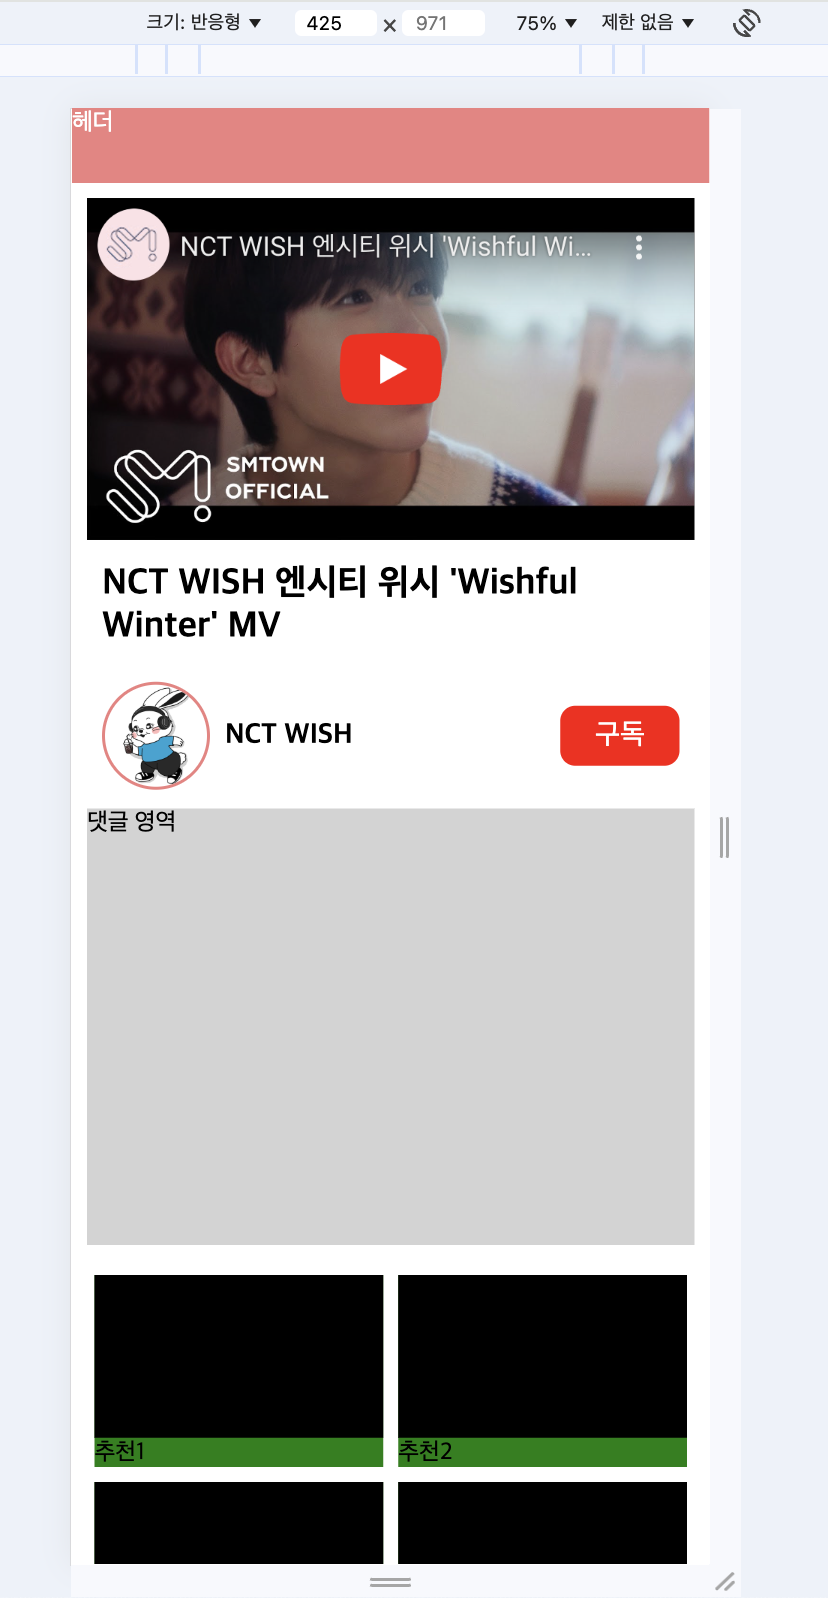 크기: 반응형 ▼ 425 × 971 75% ▼ 제한 없음 ▼
헤더
NCT WISH 엔시티 위시 'Wishful Wi...
SMTOWN
OFFICIAL
NCT WISH 엔시티 위시 'Wishful
Winter' MV
NCT WISH
구독
댓글 영역
추천1
추천2